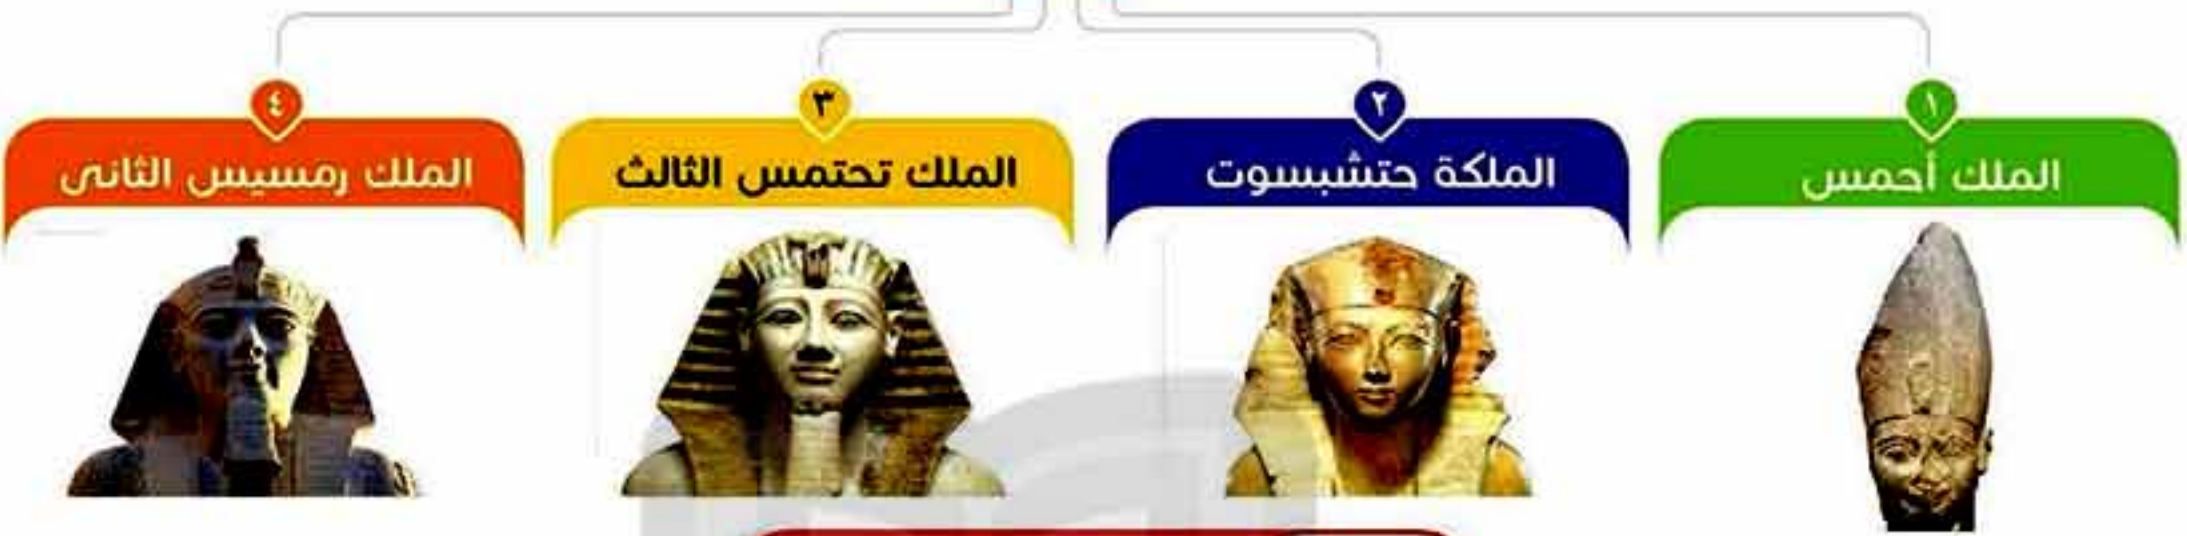 ١
الملك أحمس
٢
الملكة حتشبسوت
٣
الملك تحتمس الثالث
٤
الملك رمسيس الثانى